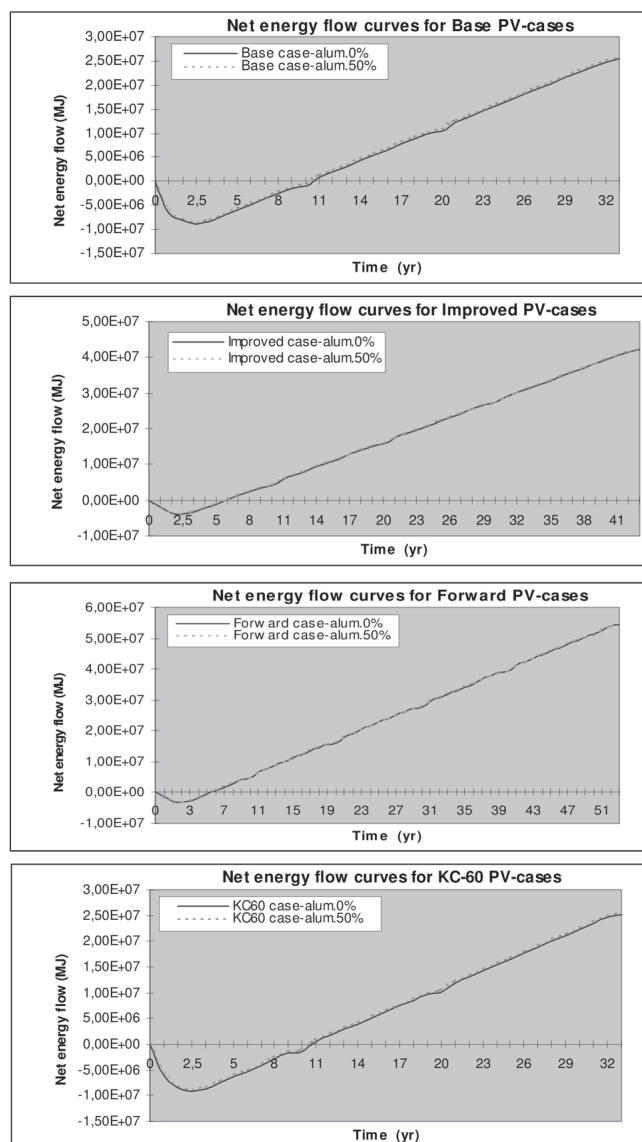 Net energy flow curves for Base PV-cases
3,00E+07
2,50E+07
2,00E+07
1,50E+07
1,00E+07
5,00E+06
0,00E+00
-5,00E+06
-1,00E+07
-1,50E+07
Net energy flow (MJ)
Base case-alum.0%
Base case-alum.50%
0 2,5 5 8 11 14 17 20 23 26 29 32
Time (yr)
Net energy flow curves for Improved PV-cases
5,00E+07
4,00E+07
3,00E+07
2,00E+07
1,00E+07
0,00E+00
-1,00E+07
Net energy flow (MJ)
Improved case-alum.0%
Improved case-alum.50%
0 2,5 5 8 11 14 17 20 23 26 29 32 35 38 41
Time (yr)
Net energy flow curves for Forward PV-cases
6,00E+07
5,00E+07
4,00E+07
3,00E+07
2,00E+07
1,00E+07
0,00E+00
-1,00E+07
Net energy flow (MJ)
Forward case-alum.0%
Forward case-alum.50%
0 3 7 11 15 19 23 27 31 35 39 43 47 51
Time (yr)
Net energy flow curves for KC-60 PV-cases
3,00E+07
2,50E+07
2,00E+07
1,50E+07
1,00E+07
5,00E+06
0,00E+00
-5,00E+06
-1,00E+07
-1,50E+07
Net energy flow (MJ)
KC60 case-alum.0%
KC60 case-alum.50%
0 2,5 5 8 11 14 17 20 23 26 29 32
Time (yr)